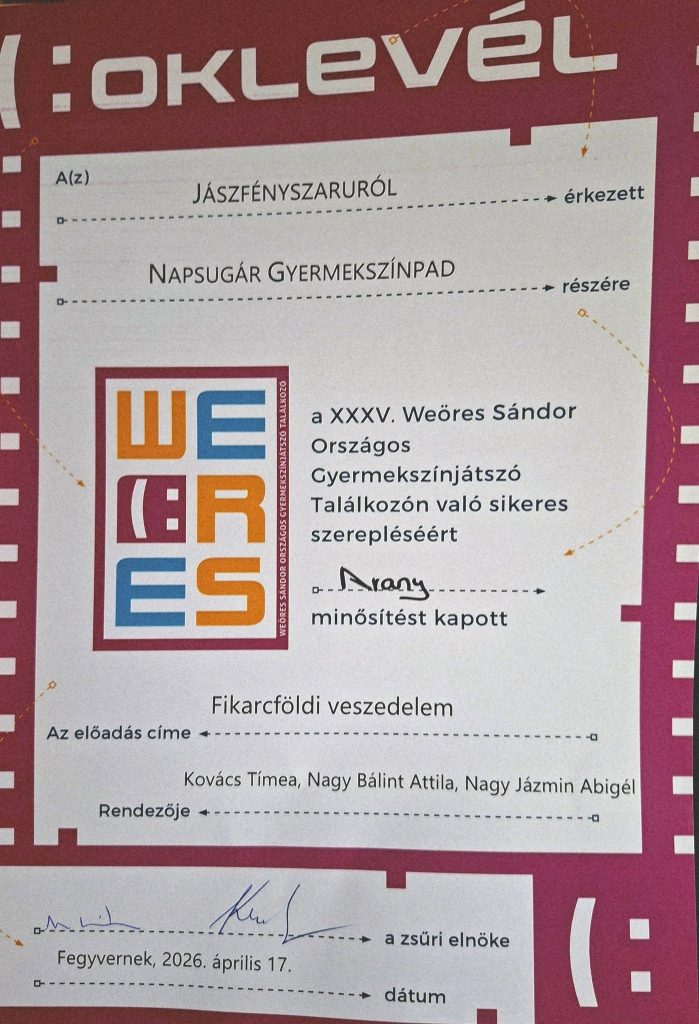 (: OKLEVÉL
A(z) JÁSZFÉNYSZARURÓL érkezett
NAPSUGÁR GYERMEKSZÍNPAD részére
WE
(:R
ES
WEÖRES SÁNDOR ORSZÁGOS GYERMEKSZÍNJÁTSZÓ TALÁLKOZÓ
a XXXV. Weöres Sándor
Országos
Gyermekszínjátszó
Találkozón való sikeres
szerepléséért
Arany
minősítést kapott
Fikarcföldi veszedelem
Az előadás címe
Kovács Tímea, Nagy Bálint Attila, Nagy Jázmin Abigél
Rendezője
a zsűri elnöke
Fegyvernek, 2026. április 17.
dátum
(: